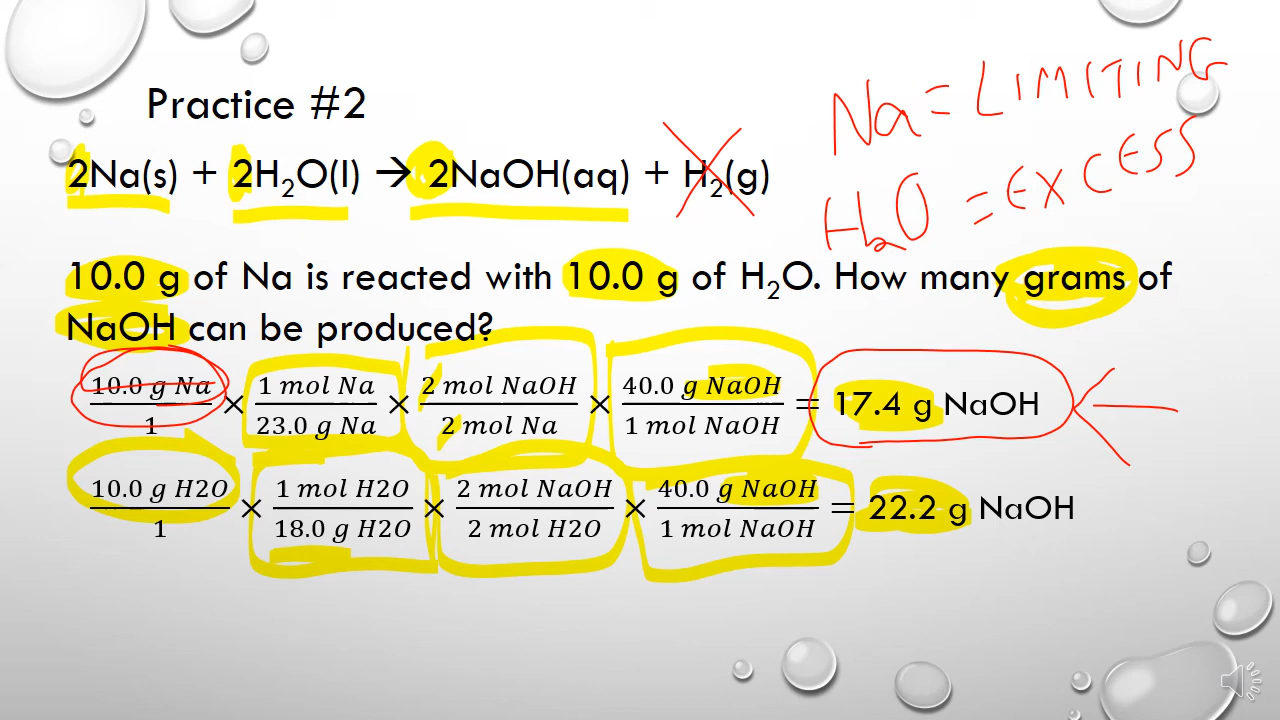 Practice #2
2Na(s) + 2H₂O(l) → 2NaOH(aq) + H₂(g)
Na = LIMITING
H₂O = EXCESS
10.0 g of Na is reacted with 10.0 g of H₂O. How many grams of
NaOH can be produced?
10.0 g Na/1 × 1 mol Na/23.0 g Na × 2 mol NaOH/2 mol Na × 40.0 g NaOH/1 mol NaOH = 17.4 g NaOH
10.0 g H2O/1 × 1 mol H2O/18.0 g H2O × 2 mol NaOH/2 mol H2O × 40.0 g NaOH/1 mol NaOH = 22.2 g NaOH